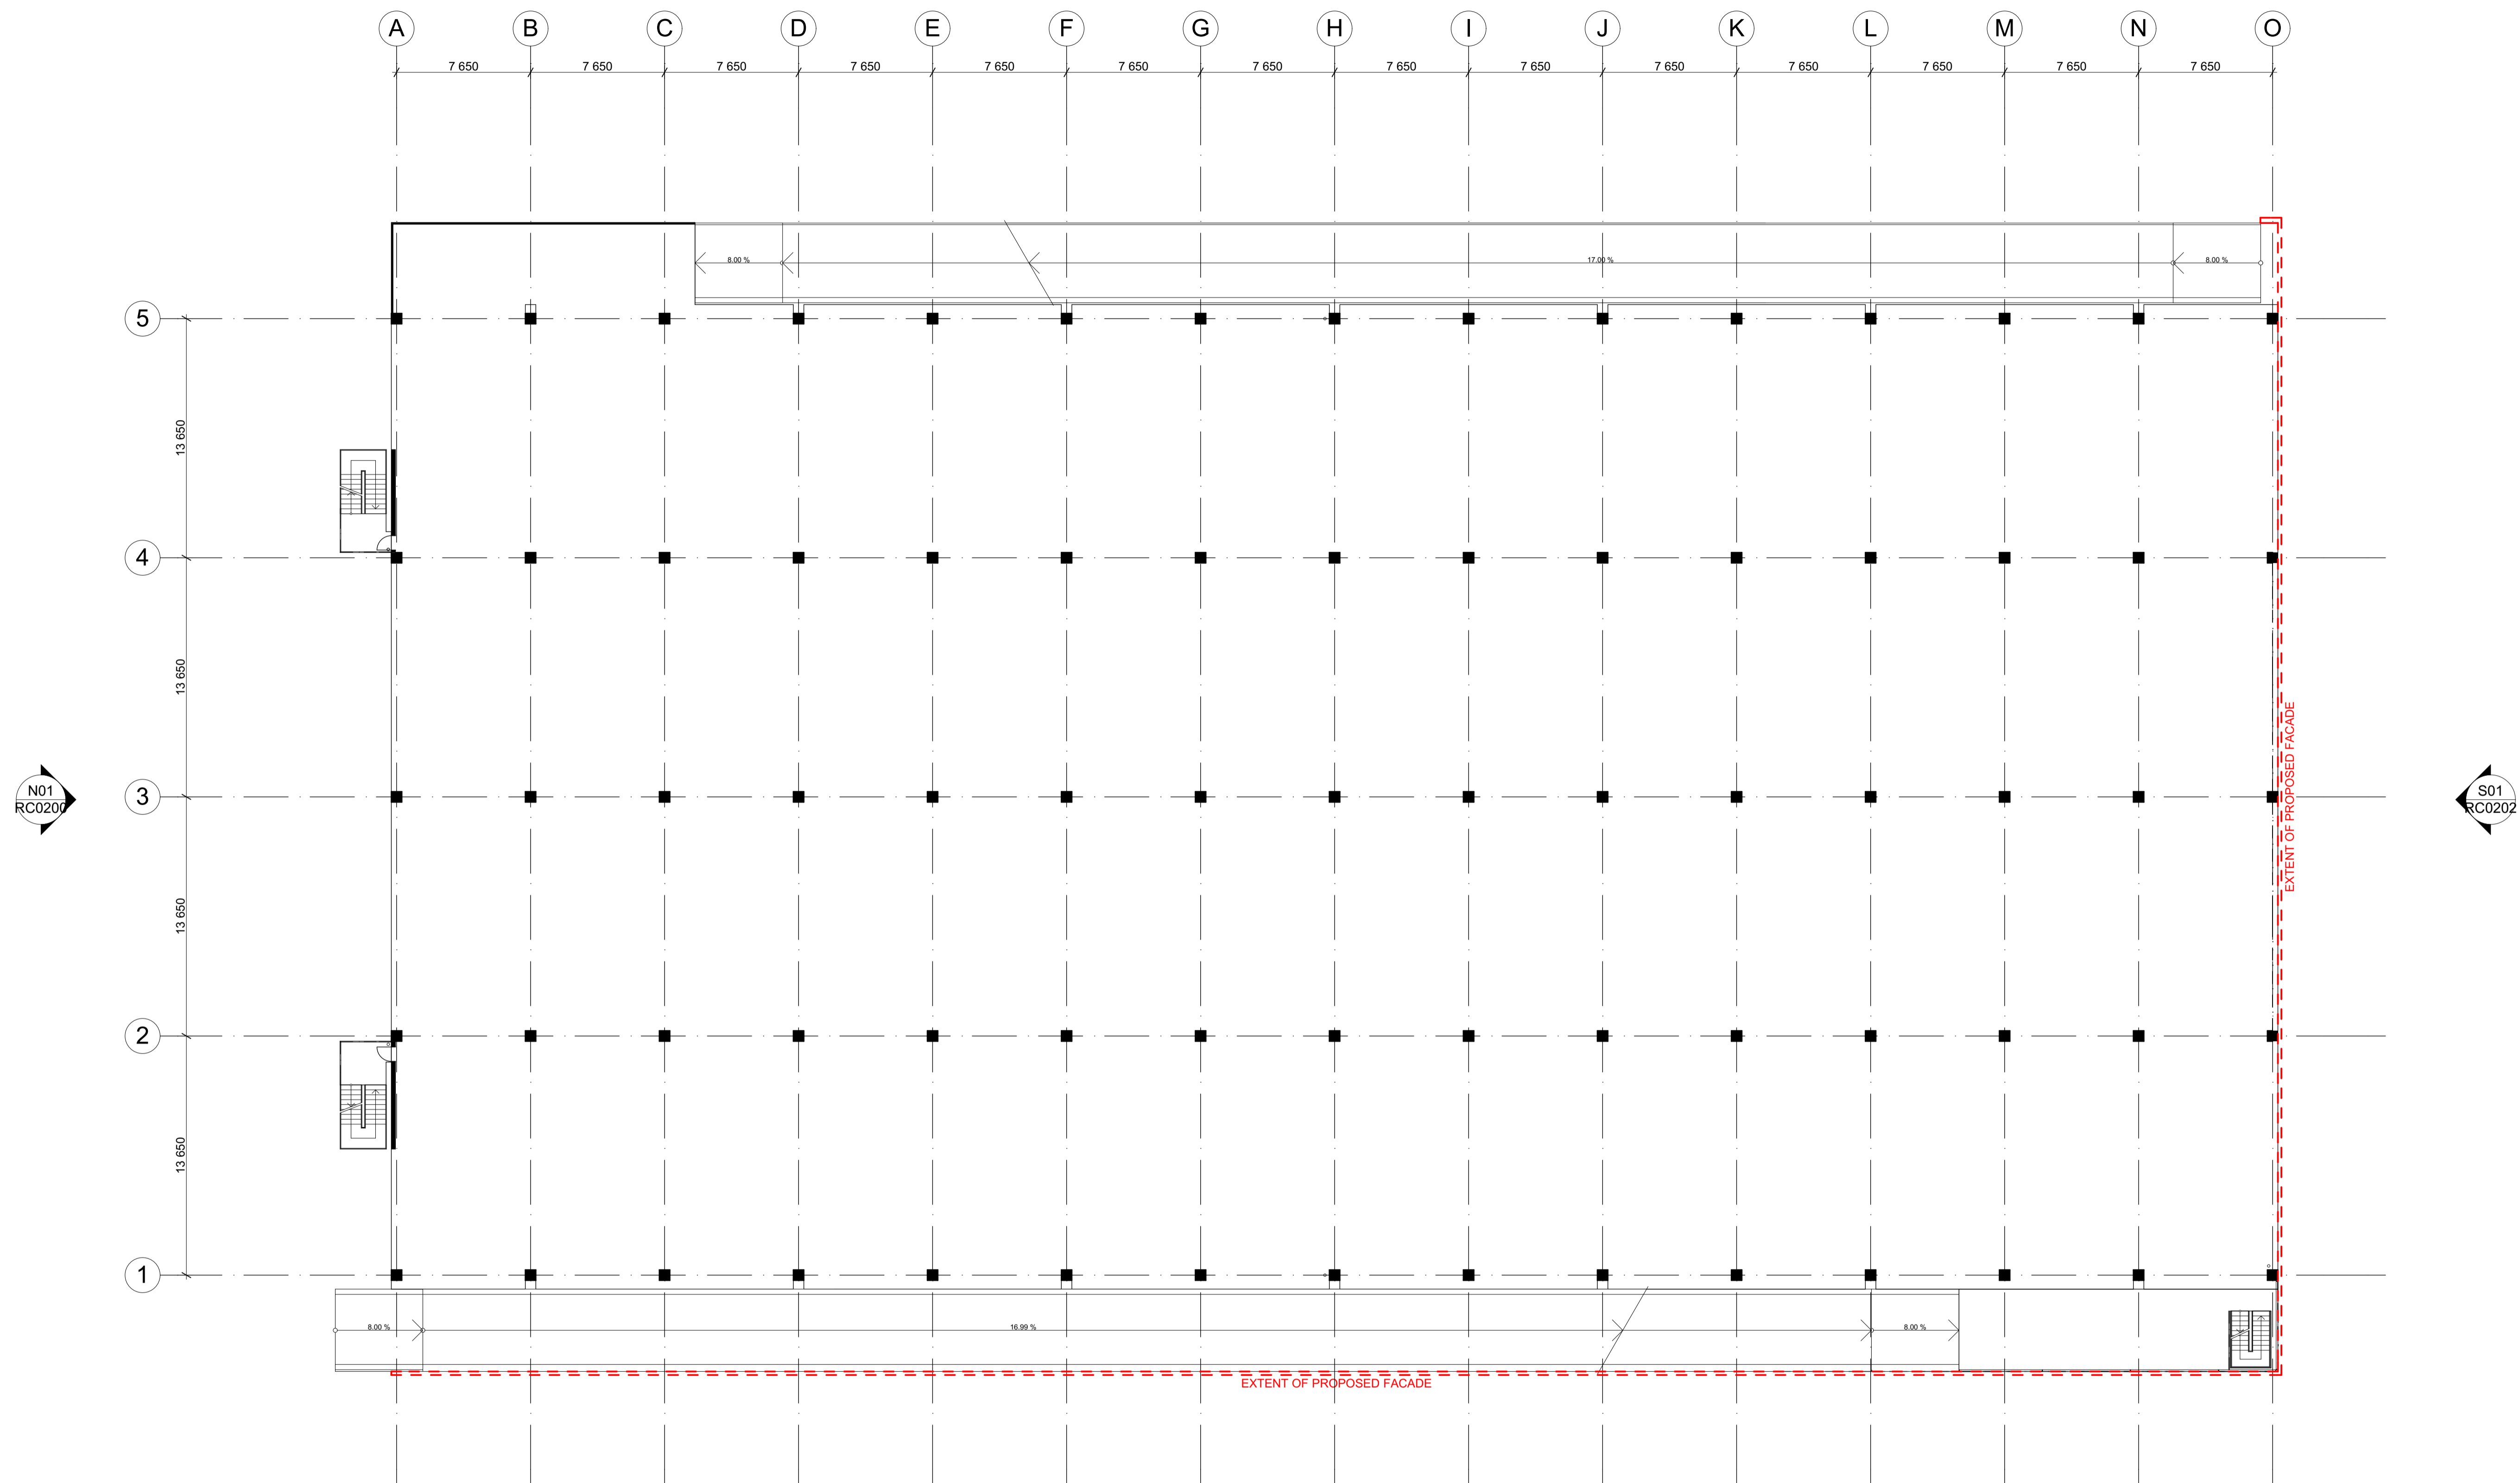 A B C D E F G H I J K L M N O
7 650 7 650 7 650 7 650 7 650 7 650 7 650 7 650 7 650 7 650 7 650 7 650 7 650 7 650
8.00 % 17.00 % 8.00 %
5
13 650
4
13 650
EXTENT OF PROPOSED FACADE
N01
RC0200
3
S01
RC0202
13 650
2
13 650
1
8.00 % 16.99 % 8.00 %
EXTENT OF PROPOSED FACADE